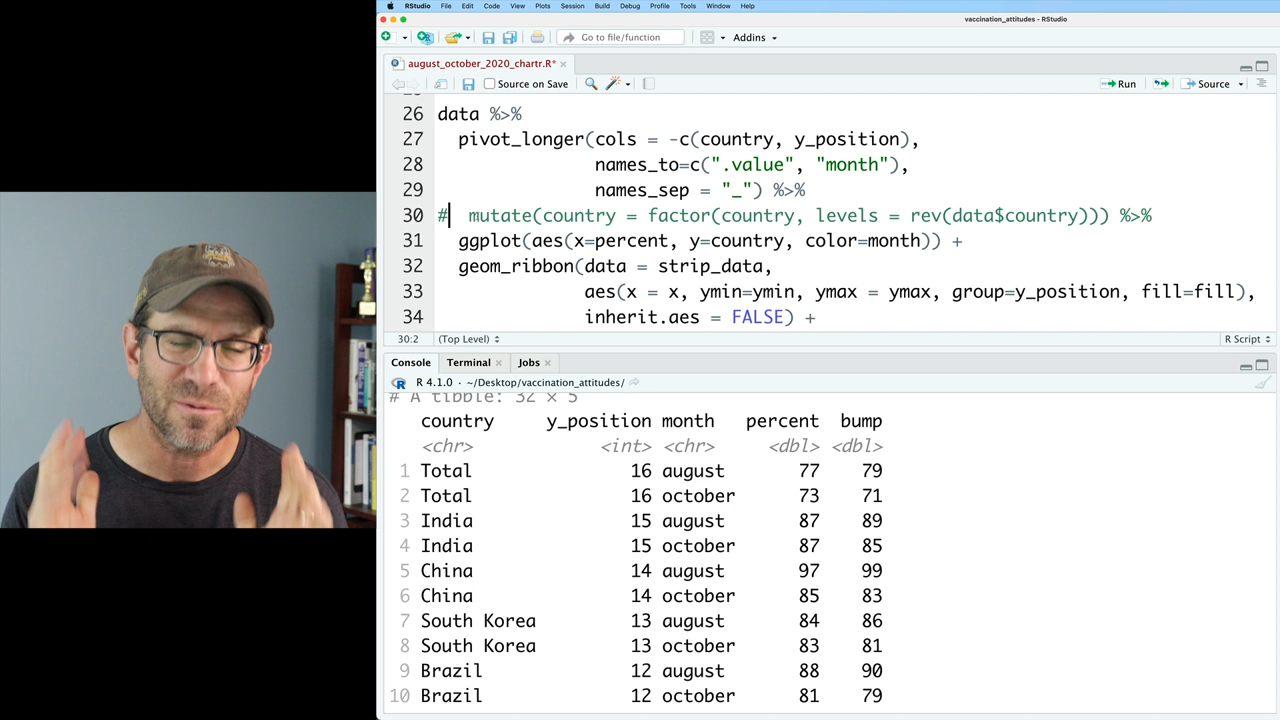 RStudio File Edit Code View Plots Session Build Debug Profile Tools Window Help
vaccination_attitudes - RStudio
Go to file/function Addins
august_october_2020_chartr.R*
Source on Save Run Source
26 data %>%
27 pivot_longer(cols = -c(country, y_position),
28 names_to=c(".value", "month"),
29 names_sep = "_") %>%
30 # mutate(country = factor(country, levels = rev(data$country))) %>%
31 ggplot(aes(x=percent, y=country, color=month)) +
32 geom_ribbon(data = strip_data,
33 aes(x = x, ymin=ymin, ymax = ymax, group=y_position, fill=fill),
34 inherit.aes = FALSE) +
30:2 (Top Level) R Script
Console Terminal Jobs
R 4.1.0 · ~/Desktop/vaccination_attitudes/
# A tibble: 32 × 5
country y_position month percent bump
<chr> <int> <chr> <dbl> <dbl>
1 Total 16 august 77 79
2 Total 16 october 73 71
3 India 15 august 87 89
4 India 15 october 87 85
5 China 14 august 97 99
6 China 14 october 85 83
7 South Korea 13 august 84 86
8 South Korea 13 october 83 81
9 Brazil 12 august 88 90
10 Brazil 12 october 81 79